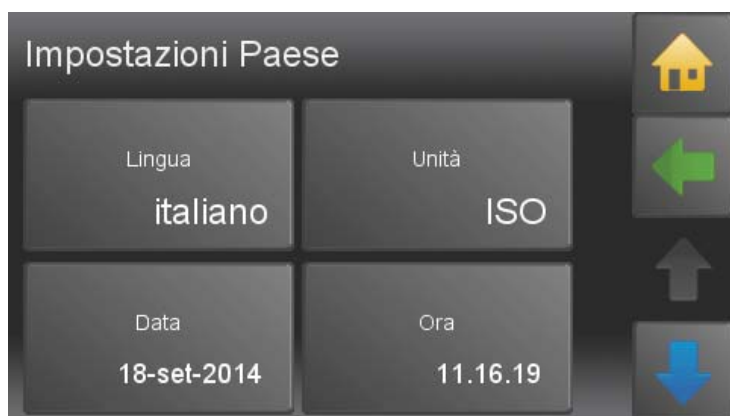 Impostazioni Paese
Lingua
italiano
Unità
ISO
Data
18-set-2014
Ora
11.16.19